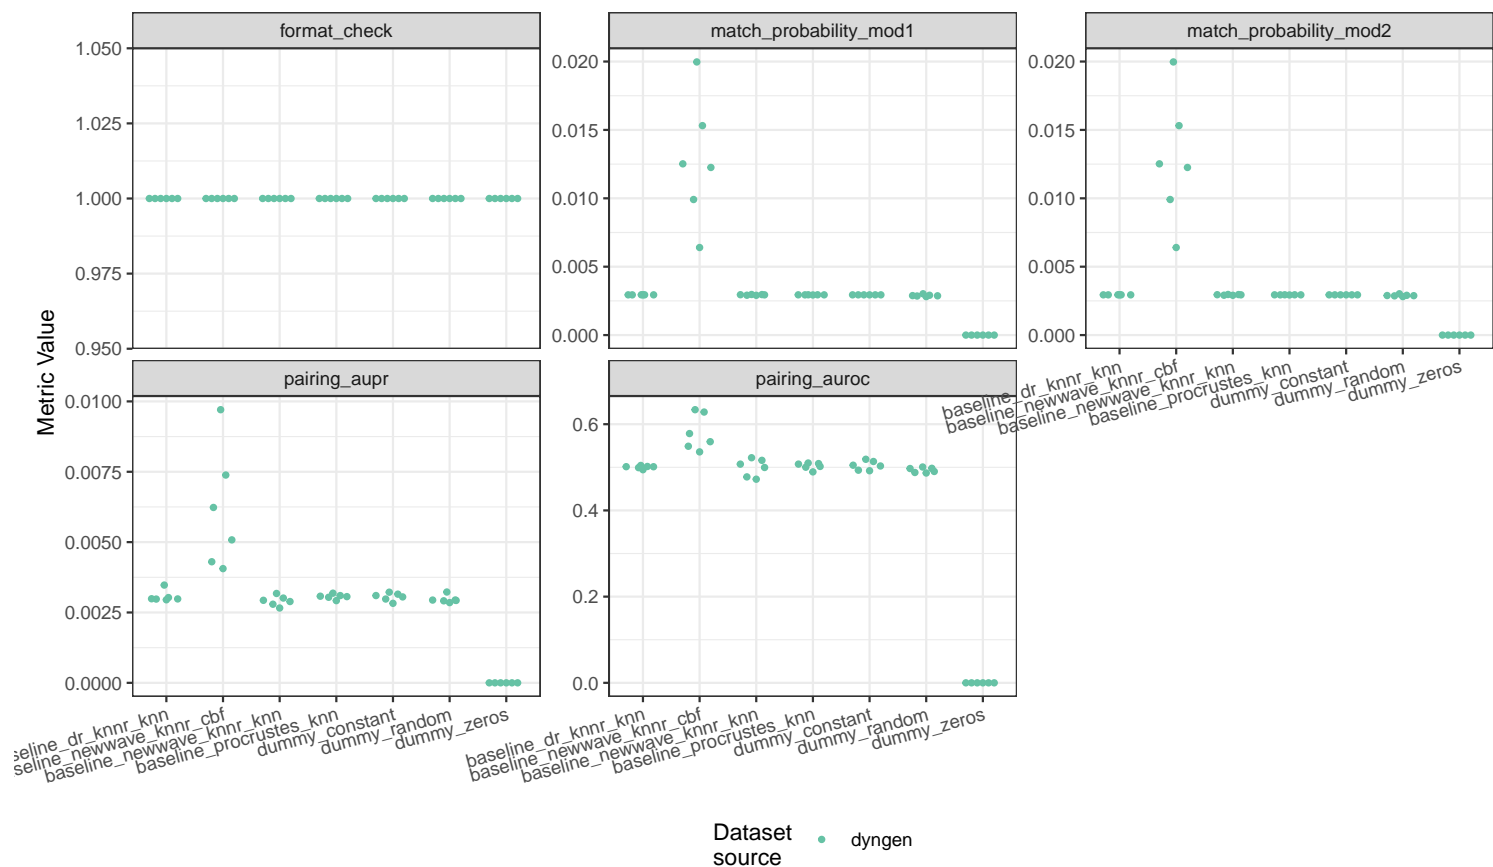 format_check
match_probability_mod1
match_probability_mod2
1.050
1.025
1.000
0.975
0.950
0.020
0.015
0.010
0.005
0.000
0.020
0.015
0.010
0.005
0.000
baseline_dr_knnr_knn
baseline_newwave_knnr_cbf
baseline_newwave_knnr_knn
baseline_procrustes_knn
dummy_constant
dummy_random
dummy_zeros
Metric Value
pairing_aupr
pairing_auroc
0.0100
0.0075
0.0050
0.0025
0.0000
0.6
0.4
0.2
0.0
seline_dr_knnr_knn
seline_newwave_knnr_cbf
baseline_newwave_knnr_knn
baseline_procrustes_knn
dummy_constant
dummy_random
dummy_zeros
baseline_dr_knnr_knn
baseline_newwave_knnr_cbf
baseline_newwave_knnr_knn
baseline_procrustes_knn
dummy_constant
dummy_random
dummy_zeros
Dataset
source
dyngen